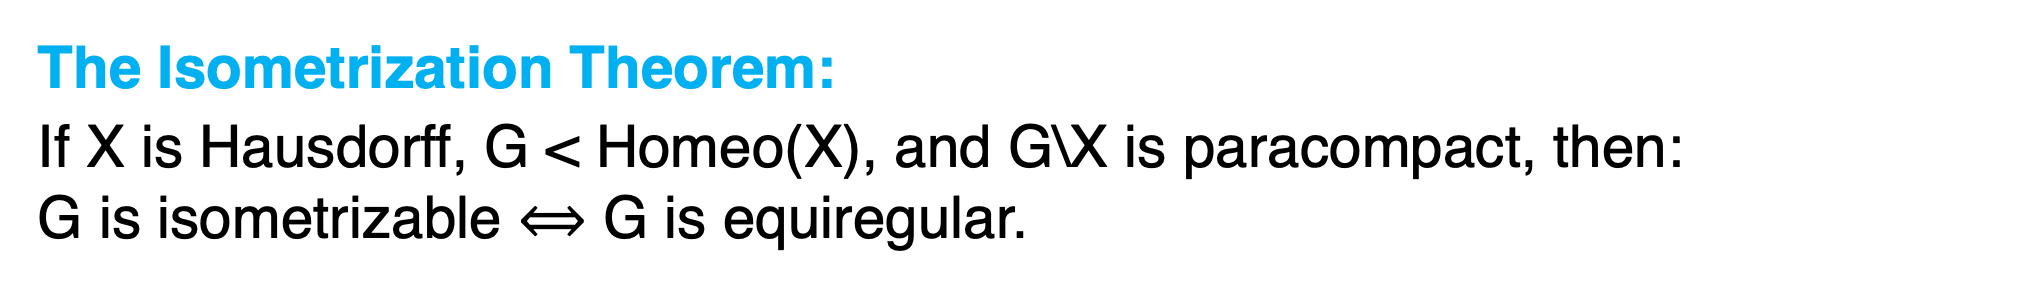 The Isometrization Theorem:
If X is Hausdorff, G < Homeo(X), and G\X is paracompact, then:
G is isometrizable ⟺ G is equiregular.